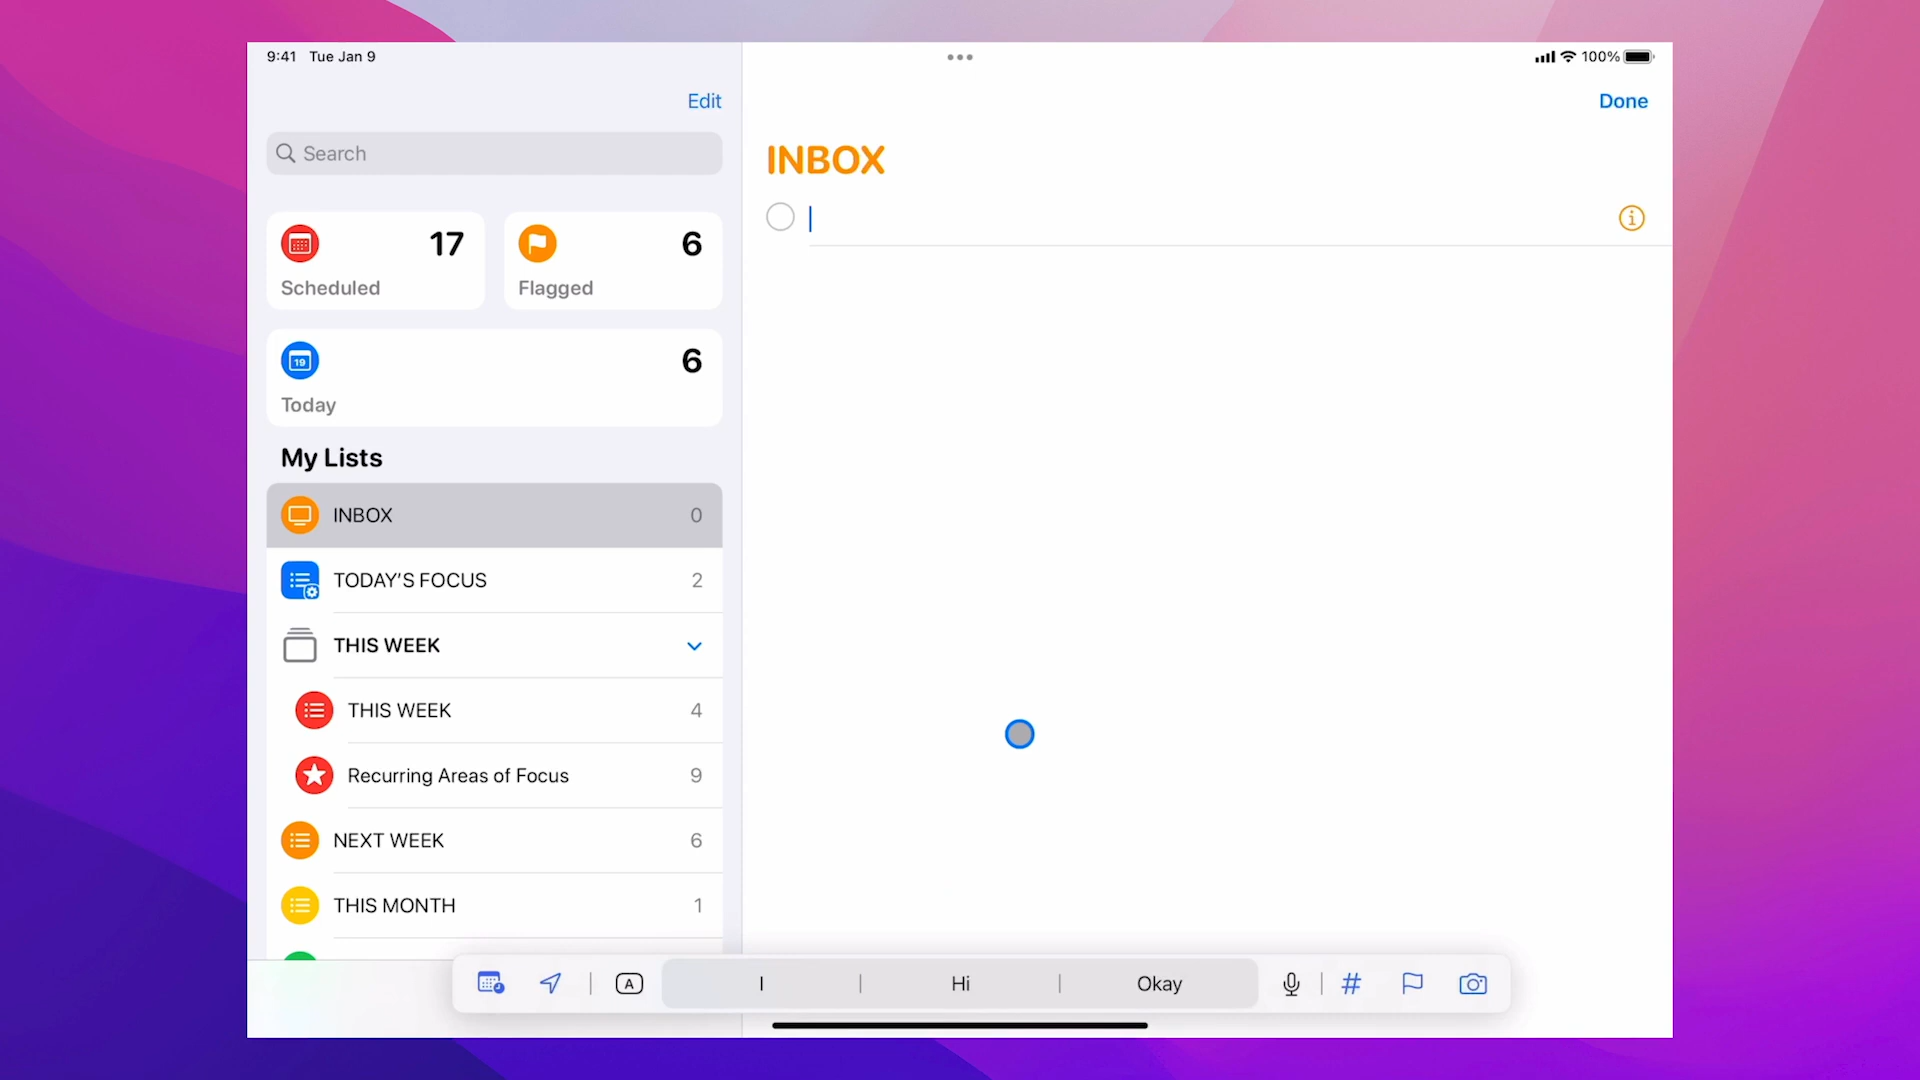 9:41 Tue Jan 9
100%
Edit
Done
Search
INBOX
17
Scheduled
6
Flagged
19
6
Today
My Lists
INBOX 0
TODAY'S FOCUS 2
THIS WEEK
THIS WEEK 4
Recurring Areas of Focus 9
NEXT WEEK 6
THIS MONTH 1
A
I
Hi
Okay
#